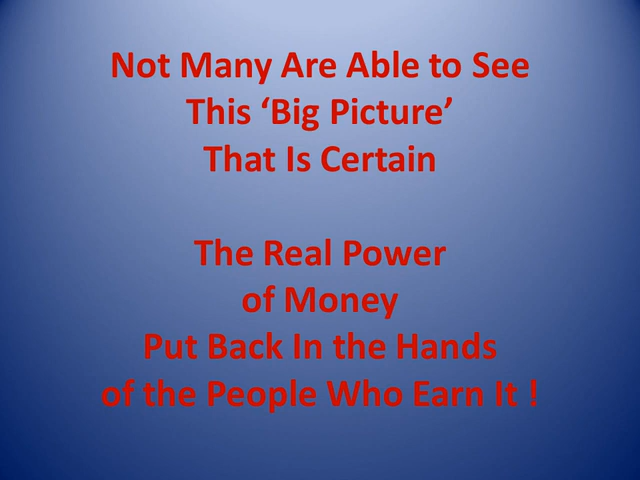 Not Many Are Able to See
This ‘Big Picture’
That Is Certain
The Real Power
of Money
Put Back In the Hands
of the People Who Earn It !